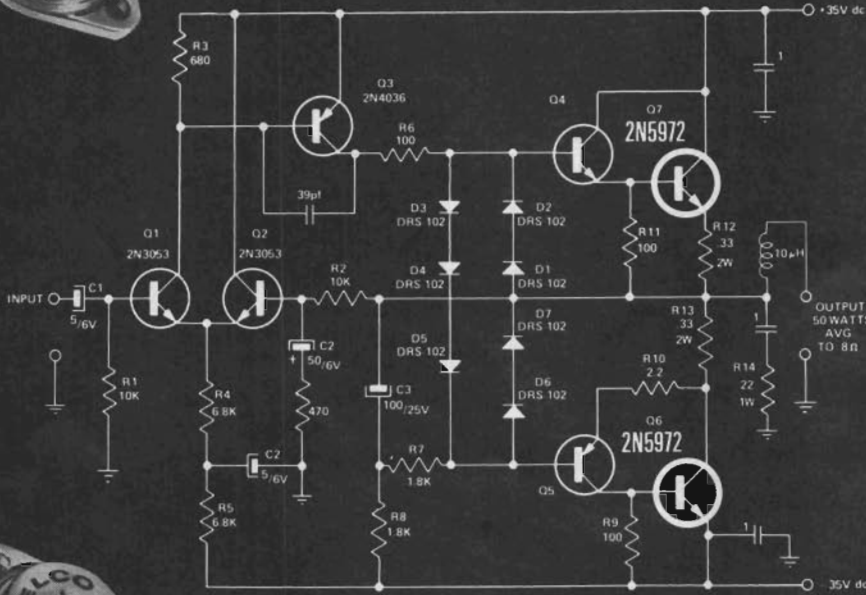 +35V dc
R3
680
1
Q3
2N4036
Q4
Q7
2N5972
R6
100
39pf
D3
DRS 102
D2
DRS 102
R11
100
R12
.33
2W
10µH
Q1
2N3053
Q2
2N3053
R2
10K
D4
DRS 102
D1
DRS 102
INPUT
C1
5/6V
OUTPUT
50 WATTS
AVG
TO 8Ω
R13
.33
2W
1
D5
DRS 102
D7
DRS 102
C2
50/6V
+
R10
2.2
R14
22
1W
R1
10K
R4
6.8K
470
C3
100/25V
D6
DRS 102
Q6
2N5972
R7
1.8K
C2
5/6V
Q5
R5
6.8K
R8
1.8K
R9
100
1
ELCO
35V dc